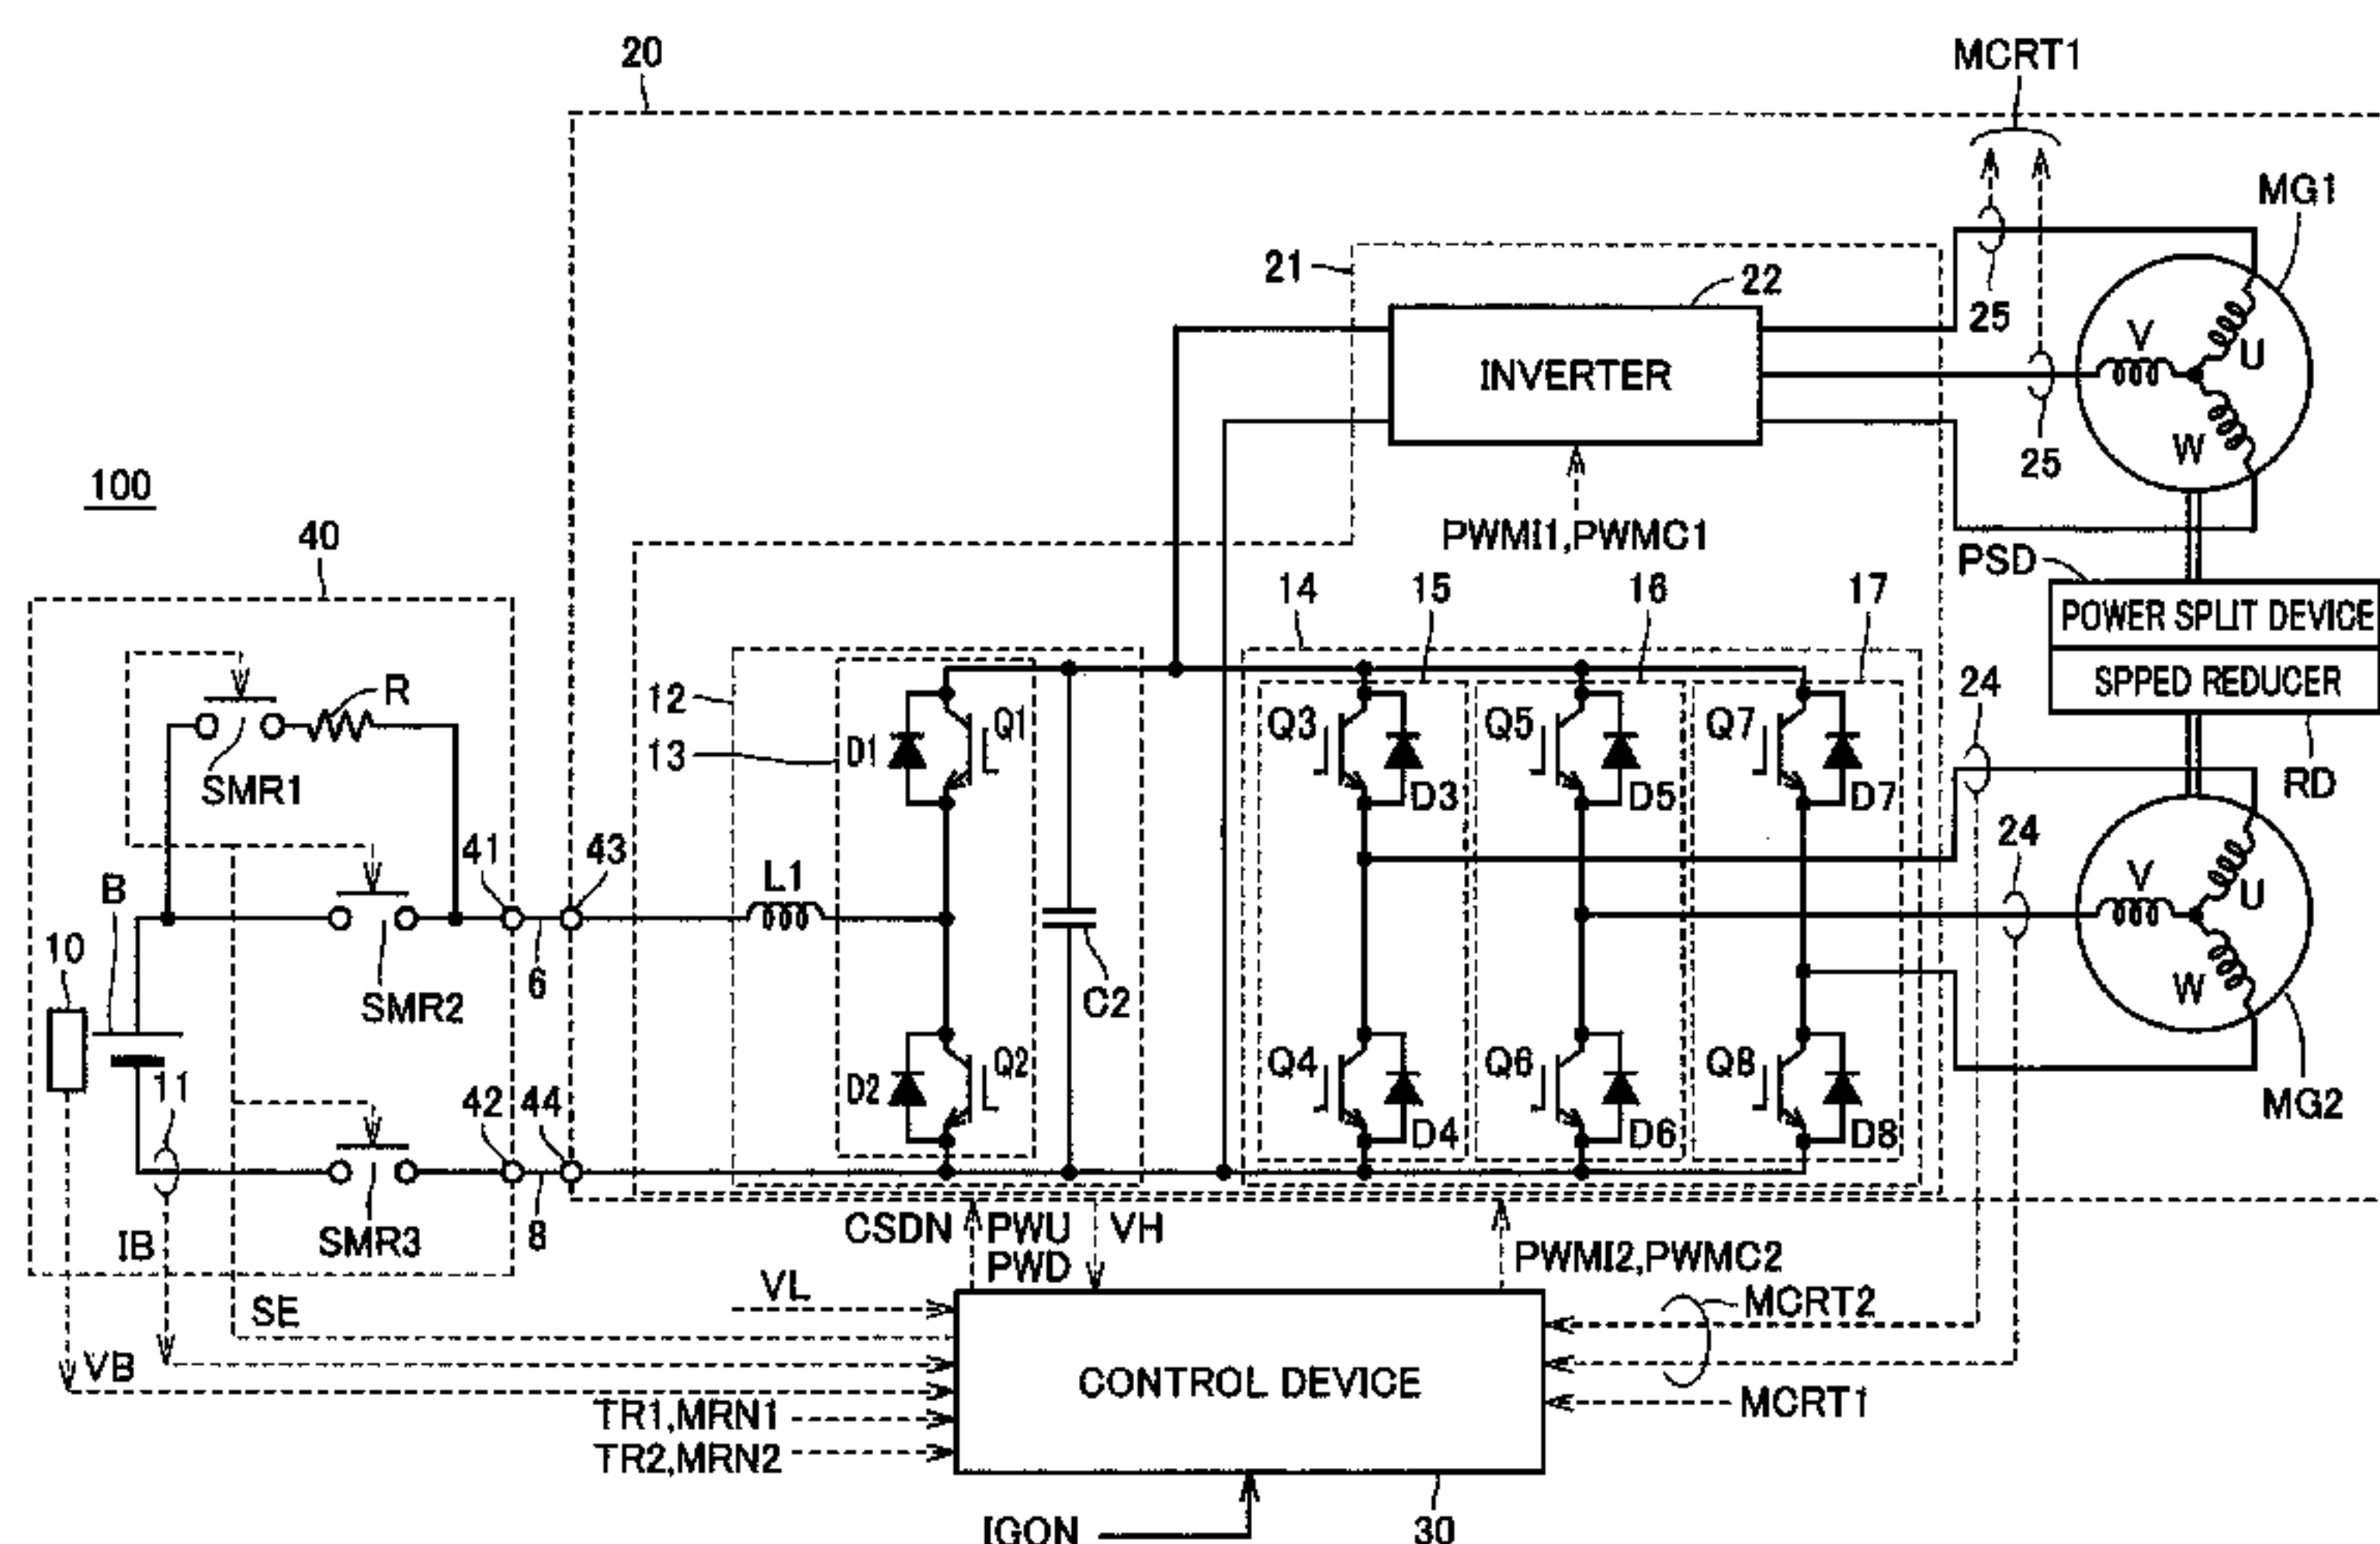 20
MCRT1
MG1
21
22
25
INVERTER
V
U
W
25
100
40
PWMI1,PWMC1
PSD
POWER SPLIT DEVICE
SPPED REDUCER
RD
14
15
16
17
24
12
13
R
SMR1
D1
Q1
Q3
D3
Q5
D5
Q7
D7
24
B
41
43
L1
10
6
SMR2
C2
V
U
W
MG2
11
D2
Q2
Q4
D4
Q6
D6
Q8
D8
42
44
SMR3
8
IB
CSDN
PWU
PWD
VH
PWMI2,PWMC2
VL
SE
MCRT2
VB
CONTROL DEVICE
MCRT1
TR1,MRN1
TR2,MRN2
IGON
30